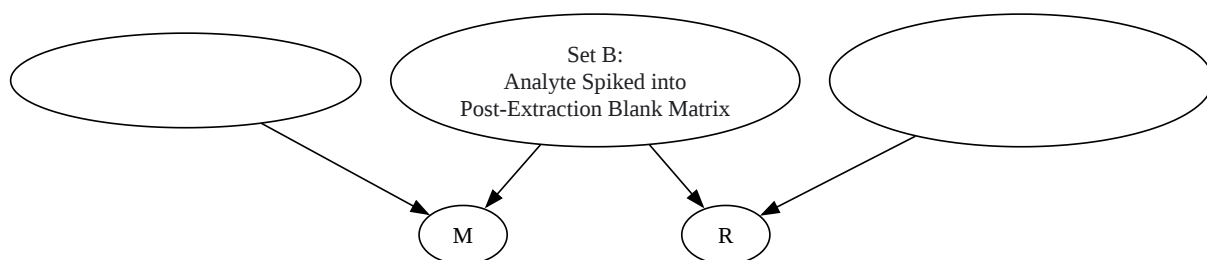 Set B:
Analyte Spiked into
Post-Extraction Blank Matrix
M
R